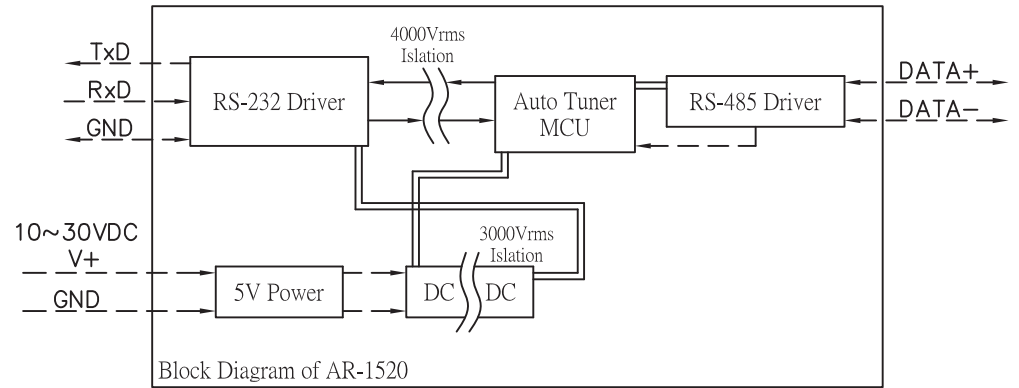 4000Vrms
Islation
TxD
RxD
GND
RS-232 Driver
Auto Tuner
MCU
RS-485 Driver
DATA+
DATA-
10~30VDC
V+
GND
5V Power
3000Vrms
Islation
DC DC
Block Diagram of AR-1520